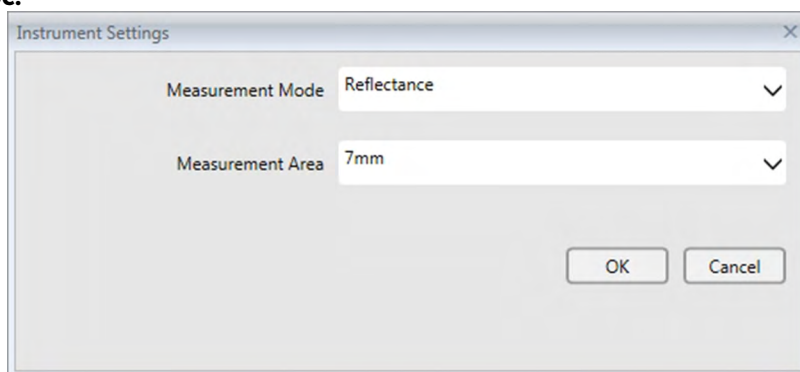 Instrument Settings
Measurement Mode Reflectance
Measurement Area 7mm
OK Cancel